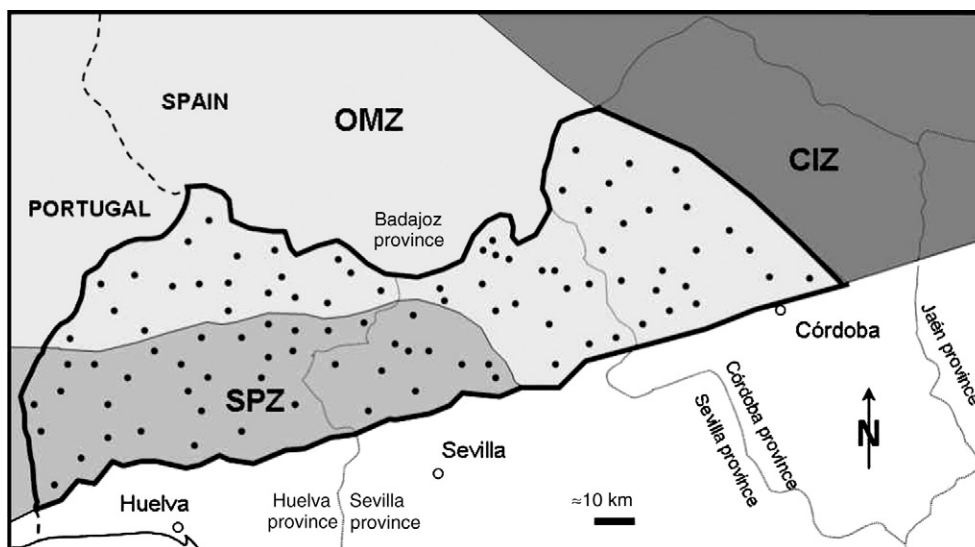 SPAIN
OMZ
CIZ
PORTUGAL
Badajoz
province
SPZ
Córdoba
Jaén province
Córdoba province
Sevilla province
N
Sevilla
Huelva
Huelva
province
Sevilla
province
≈10 km